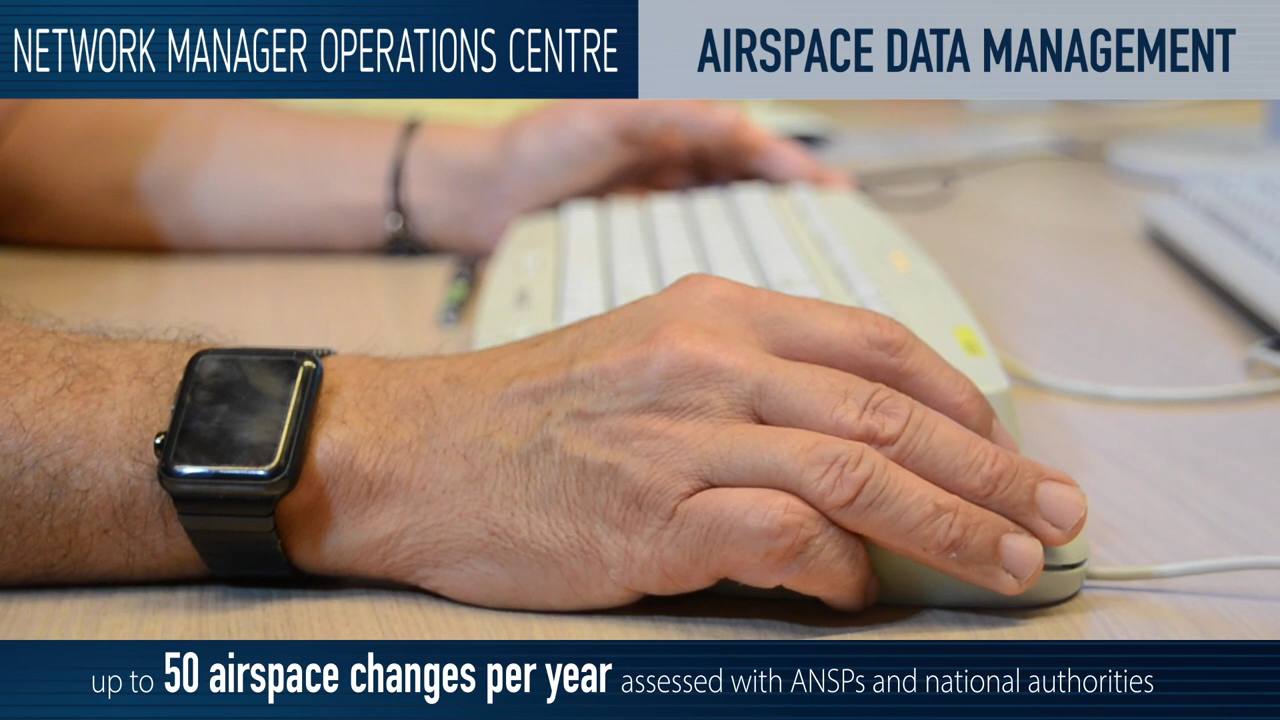 NETWORK MANAGER OPERATIONS CENTRE
AIRSPACE DATA MANAGEMENT
up to 50 airspace changes per year assessed with ANSPs and national authorities